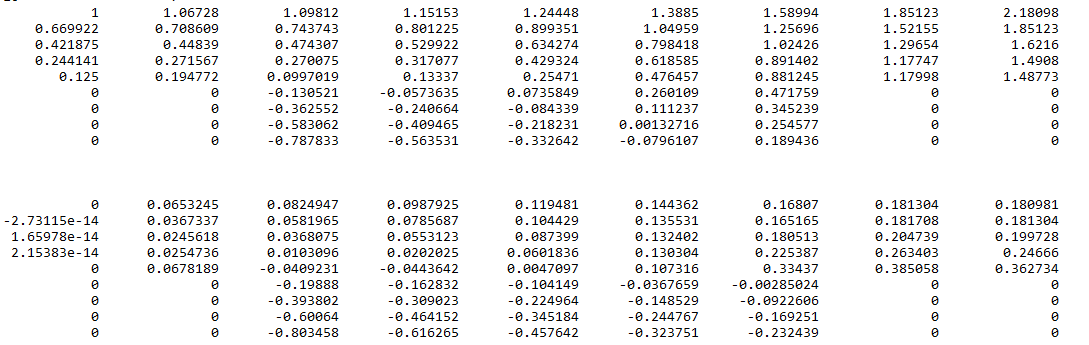 1 1.06728 1.09812 1.15153 1.24448 1.3885 1.58994 1.85123 2.18098
0.669922 0.708609 0.743743 0.801225 0.899351 1.04959 1.25696 1.52155 1.85123
0.421875 0.44839 0.474307 0.529922 0.634274 0.798418 1.02426 1.29654 1.6216
0.244141 0.271567 0.270075 0.317077 0.429324 0.618585 0.891402 1.17747 1.4908
0.125 0.194772 0.0997019 0.13337 0.25471 0.476457 0.881245 1.17998 1.48773
0 0 -0.130521 -0.0573635 0.0735849 0.260109 0.471759 0 0
0 0 -0.362552 -0.240664 -0.084339 0.111237 0.345239 0 0
0 0 -0.583062 -0.409465 -0.218231 0.00132716 0.254577 0 0
0 0 -0.787833 -0.563531 -0.332642 -0.0796107 0.189436 0 0
0 0.0653245 0.0824947 0.0987925 0.119481 0.144362 0.16807 0.181304 0.180981
-2.73115e-14 0.0367337 0.0581965 0.0785687 0.104429 0.135531 0.165165 0.181708 0.181304
1.65978e-14 0.0245618 0.0368075 0.0553123 0.087399 0.132402 0.180513 0.204739 0.199728
2.15383e-14 0.0254736 0.0103096 0.0202025 0.0601836 0.130304 0.225387 0.263403 0.24666
0 0.0678189 -0.0409231 -0.0443642 0.0047097 0.107316 0.33437 0.385058 0.362734
0 0 -0.19888 -0.162832 -0.104149 -0.0367659 -0.00285024 0 0
0 0 -0.393802 -0.309023 -0.224964 -0.148529 -0.0922606 0 0
0 0 -0.60064 -0.464152 -0.345184 -0.244767 -0.169251 0 0
0 0 -0.803458 -0.616265 -0.457642 -0.323751 -0.232439 0 0